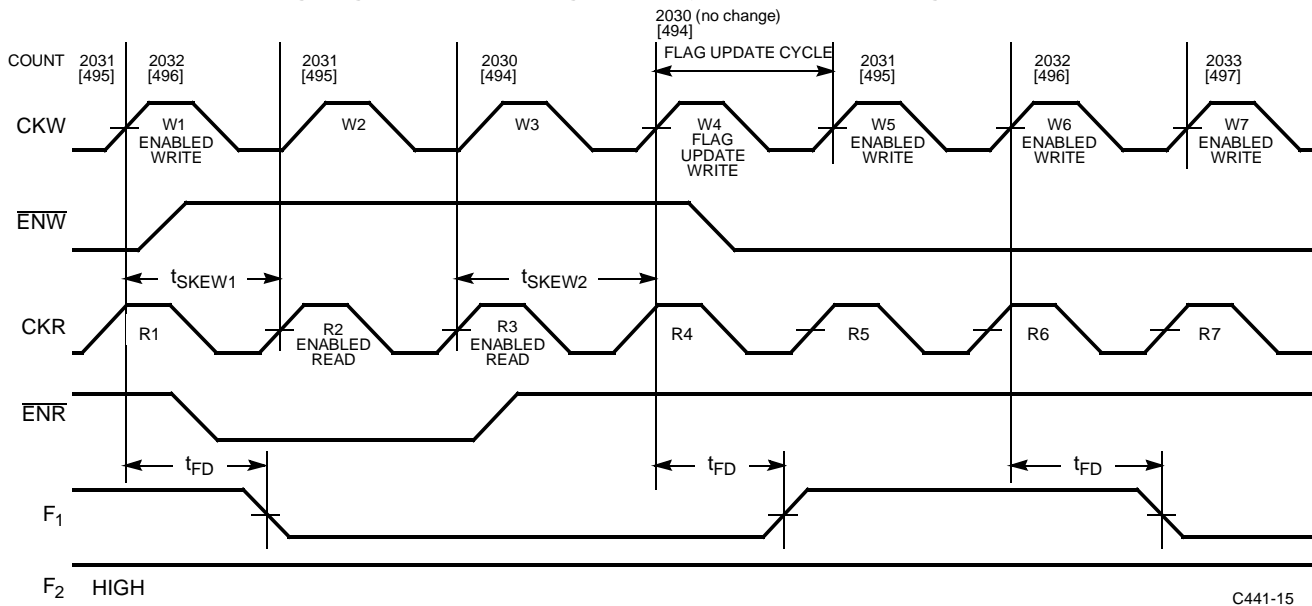 2030 (no change)
[494]
FLAG UPDATE CYCLE
COUNT 2031 2032 2031 2030 2031 2032 2033
[495] [496] [495] [494] [495] [496] [497]
CKW W1 W2 W3 W4 W5 W6 W7
ENABLED WRITE FLAG UPDATE WRITE ENABLED WRITE ENABLED WRITE ENABLED WRITE
ENW
tSKEW1 tSKEW2
CKR R1 R2 R3 R4 R5 R6 R7
ENABLED READ ENABLED READ
ENR
tFD tFD tFD
F1
F2 HIGH
C441-15